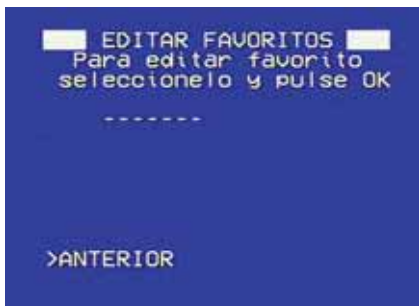 EDITAR FAVORITOS
Para editar favorito
seleccionelo y pulse OK
-------
>ANTERIOR